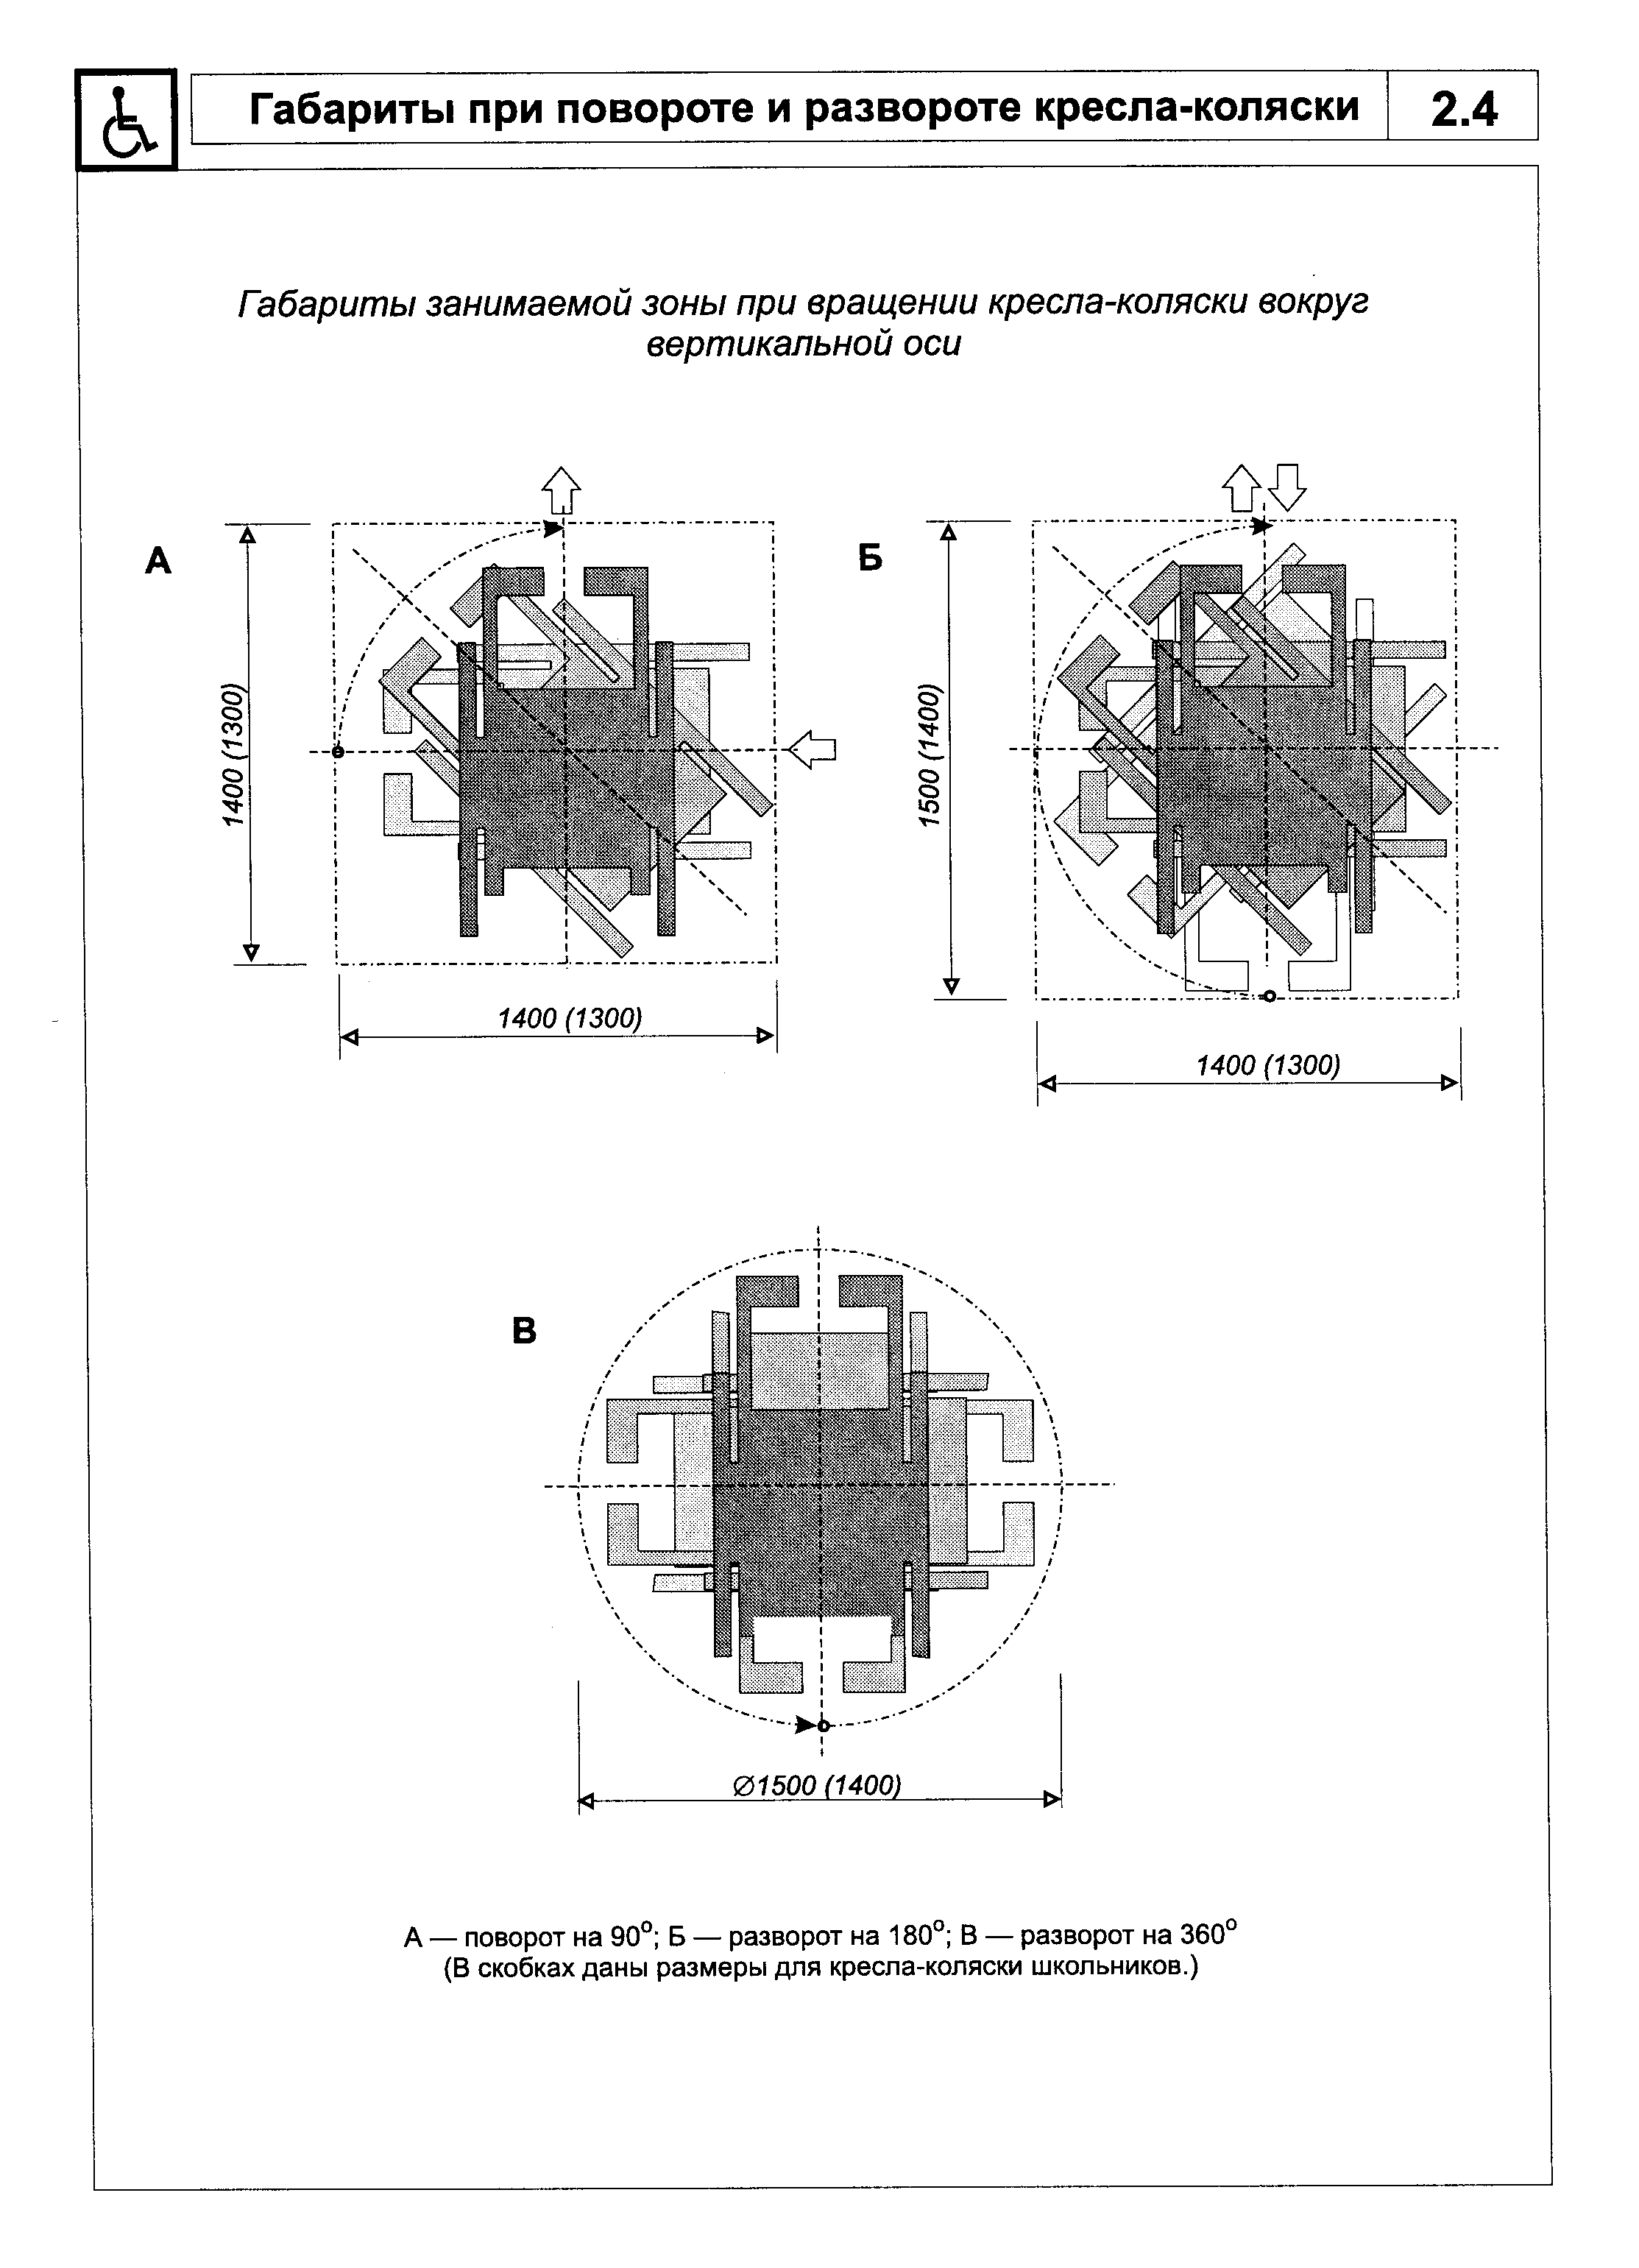 Габариты при повороте и развороте кресла-коляски
2.4
Габариты занимаемой зоны при вращении кресла-коляски вокруг
вертикальной оси
А
1400 (1300)
1400 (1300)
Б
1500 (1400)
1400 (1300)
В
∅1500 (1400)
А — поворот на 90°; Б — разворот на 180°; В — разворот на 360°
(В скобках даны размеры для кресла-коляски школьников.)